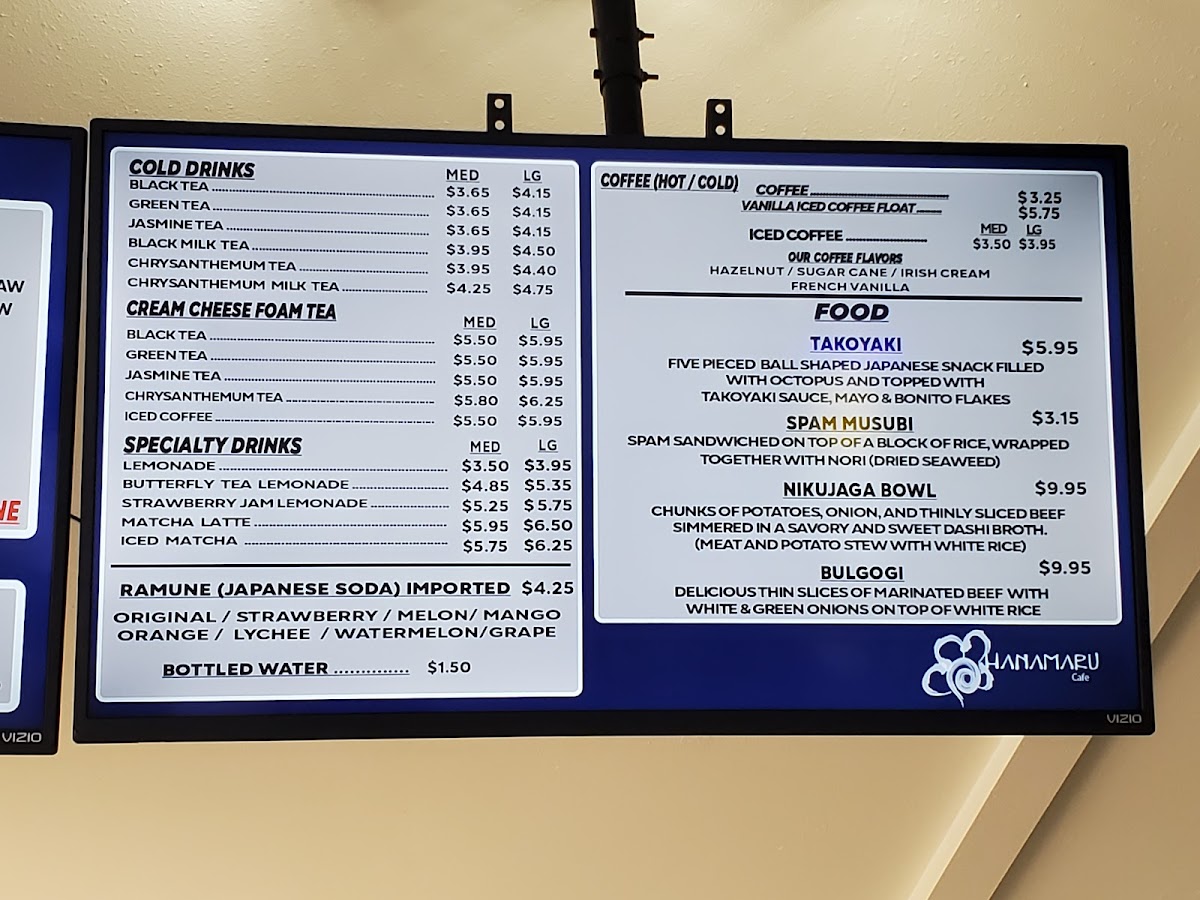 AW
W
NE
VIZIO
COLD DRINKS MED LG
BLACK TEA $3.65 $4.15
GREEN TEA $3.65 $4.15
JASMINE TEA $3.65 $4.15
BLACK MILK TEA $3.95 $4.50
CHRYSANTHEMUM TEA $3.95 $4.40
CHRYSANTHEMUM MILK TEA $4.25 $4.75
CREAM CHEESE FOAM TEA MED LG
BLACK TEA $5.50 $5.95
GREEN TEA $5.50 $5.95
JASMINE TEA $5.50 $5.95
CHRYSANTHEMUM TEA $5.80 $6.25
ICED COFFEE $5.50 $5.95
SPECIALTY DRINKS MED LG
LEMONADE $3.50 $3.95
BUTTERFLY TEA LEMONADE $4.85 $5.35
STRAWBERRY JAM LEMONADE $5.25 $5.75
MATCHA LATTE $5.95 $6.50
ICED MATCHA $5.75 $6.25
RAMUNE (JAPANESE SODA) IMPORTED $4.25
ORIGINAL / STRAWBERRY / MELON/ MANGO
ORANGE / LYCHEE / WATERMELON/GRAPE
BOTTLED WATER ............. $1.50
COFFEE (HOT / COLD)
COFFEE $3.25
VANILLA ICED COFFEE FLOAT $5.75
MED LG
ICED COFFEE $3.50 $3.95
OUR COFFEE FLAVORS
HAZELNUT / SUGAR CANE / IRISH CREAM
FRENCH VANILLA
FOOD
TAKOYAKI $5.95
FIVE PIECED BALL SHAPED JAPANESE SNACK FILLED
WITH OCTOPUS AND TOPPED WITH
TAKOYAKI SAUCE, MAYO & BONITO FLAKES
SPAM MUSUBI $3.15
SPAM SANDWICHED ON TOP OF A BLOCK OF RICE, WRAPPED
TOGETHER WITH NORI (DRIED SEAWEED)
NIKUJAGA BOWL $9.95
CHUNKS OF POTATOES, ONION, AND THINLY SLICED BEEF
SIMMERED IN A SAVORY AND SWEET DASHI BROTH.
(MEAT AND POTATO STEW WITH WHITE RICE)
BULGOGI $9.95
DELICIOUS THIN SLICES OF MARINATED BEEF WITH
WHITE & GREEN ONIONS ON TOP OF WHITE RICE
HANAMARU
Cafe
VIZIO